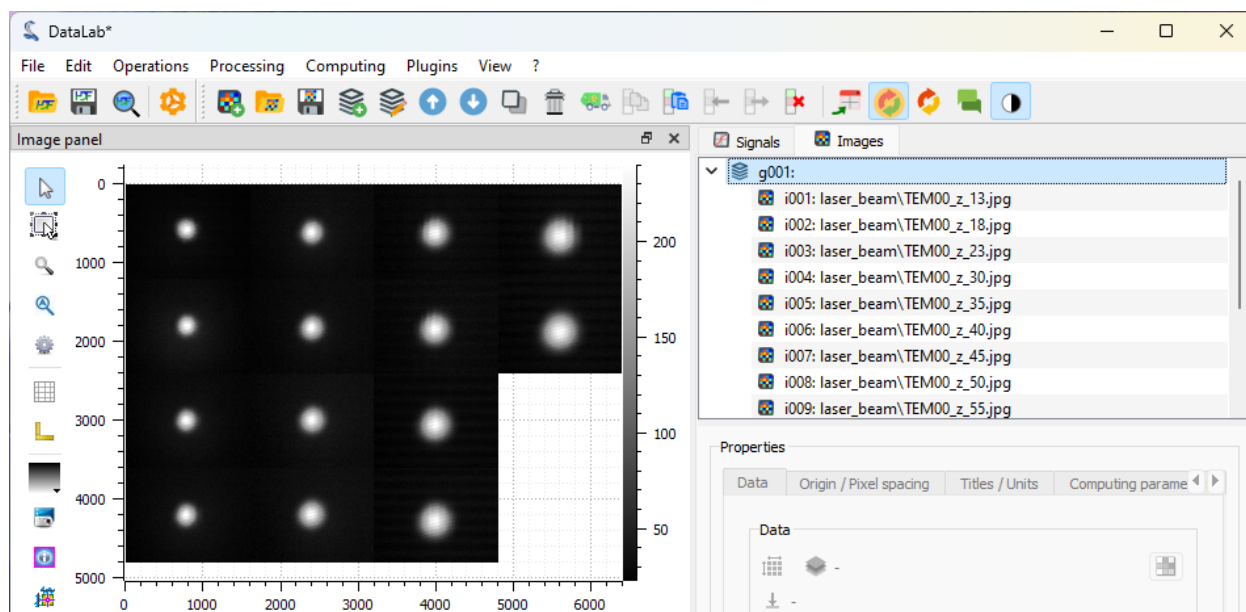 DataLab*
File Edit Operations Processing Computing Plugins View ?
Image panel
Signals Images
g001:
i001: laser_beam\TEM00_z_13.jpg
i002: laser_beam\TEM00_z_18.jpg
i003: laser_beam\TEM00_z_23.jpg
i004: laser_beam\TEM00_z_30.jpg
i005: laser_beam\TEM00_z_35.jpg
i006: laser_beam\TEM00_z_40.jpg
i007: laser_beam\TEM00_z_45.jpg
i008: laser_beam\TEM00_z_50.jpg
i009: laser_beam\TEM00_z_55.jpg
0
1000
2000
3000
4000
5000
0 1000 2000 3000 4000 5000 6000
200
150
100
50
Properties
Data Origin / Pixel spacing Titles / Units Computing parame
Data
-
-